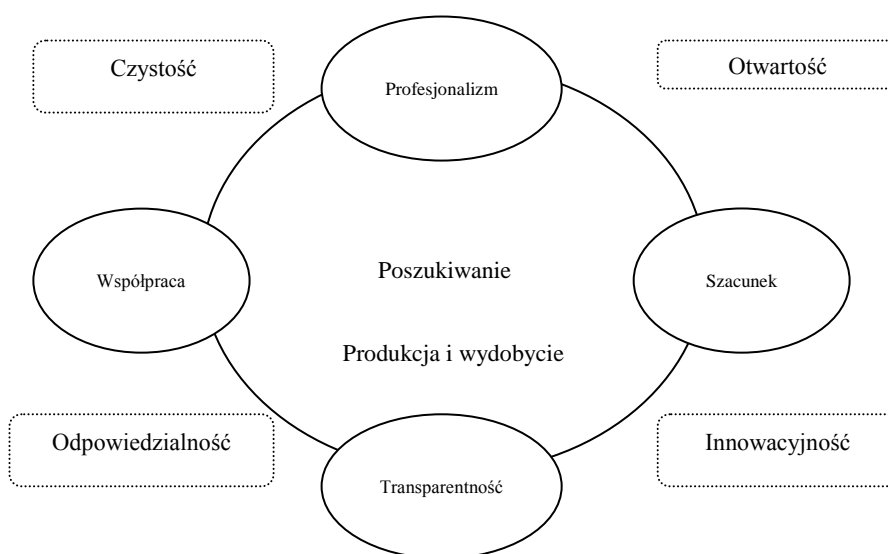 Czystość
Otwartość
Profesjonalizm
Współpraca
Poszukiwanie
Szacunek
Produkcja i wydobycie
Odpowiedzialność
Innowacyjność
Transparentność